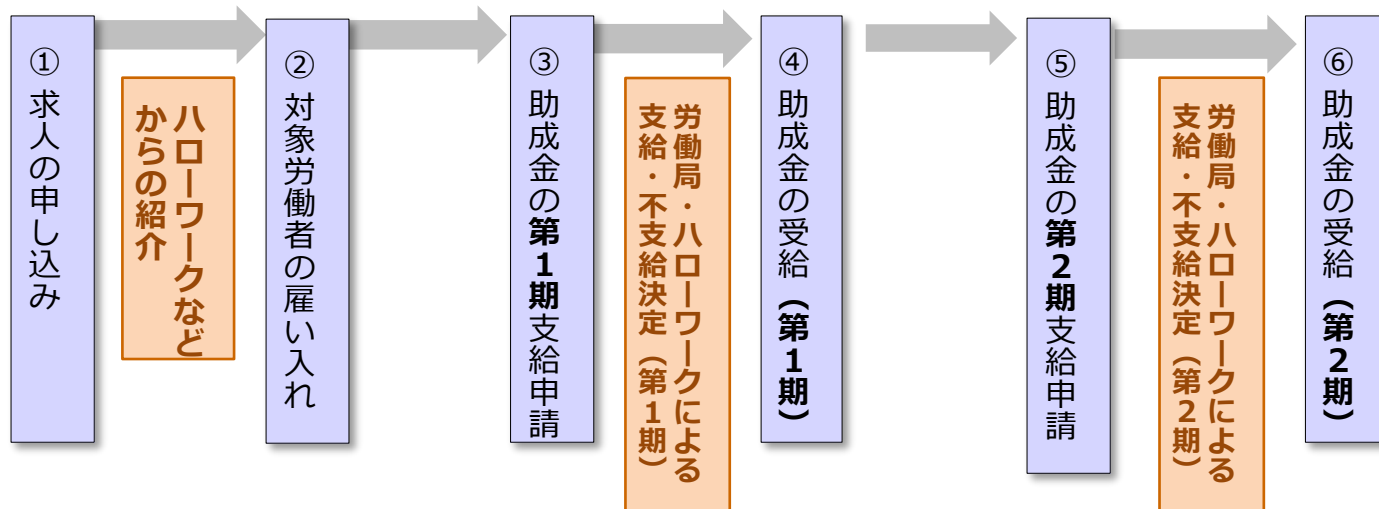 ① 求人の申し込み
ハローワークなど
からの紹介
② 対象労働者の雇い入れ
③ 助成金の第1期支給申請
労働局・ハローワークによる
支給・不支給決定（第1期）
④ 助成金の受給（第1期）
⑤ 助成金の第2期支給申請
労働局・ハローワークによる
支給・不支給決定（第2期）
⑥ 助成金の受給（第2期）